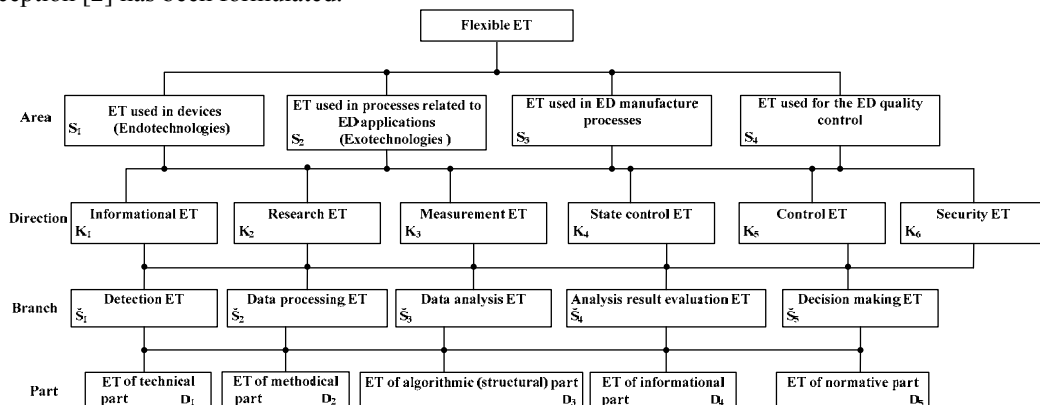 ception [2] has been formulated.
Flexible ET
Area
ET used in devices
(Endotechnologies)
S1
ET used in processes related to
ED applications
(Exotechnologies )
S2
ET used in ED manufacture
processes
S3
ET used for the ED quality
control
S4
Direction
Informational ET
K1
Research ET
K2
Measurement ET
K3
State control ET
K4
Control ET
K5
Security ET
K6
Branch
Detection ET
Š1
Data processing ET
Š2
Data analysis ET
Š3
Analysis result evaluation ET
Š4
Decision making ET
Š5
Part
ET of technical
part D1
ET of methodical
part D2
ET of algorithmic (structural) part
D3
ET of informational
part D4
ET of normative part
D5